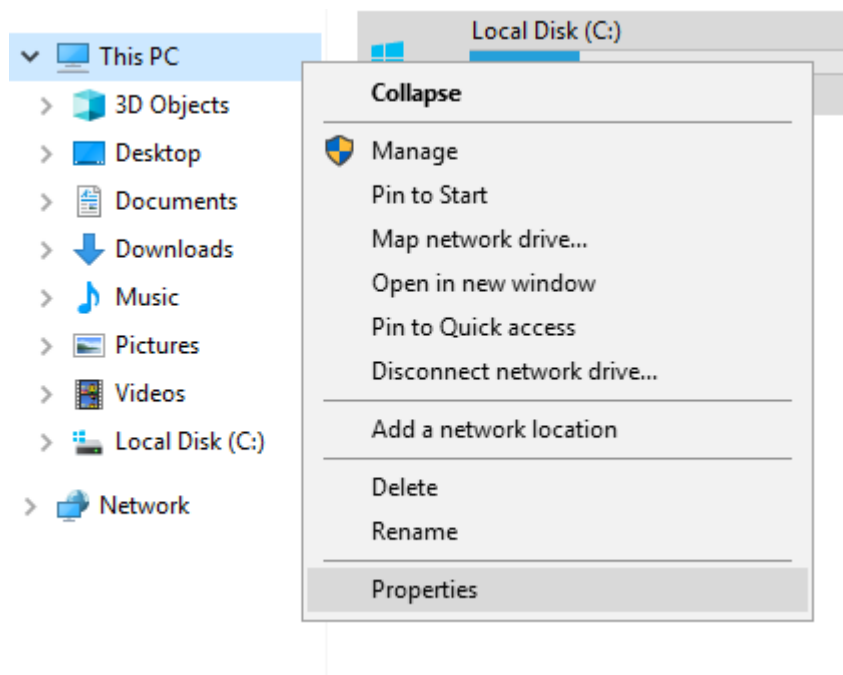 This PC
3D Objects
Desktop
Documents
Downloads
Music
Pictures
Videos
Local Disk (C:)
Network
Local Disk (C:)
Collapse
Manage
Pin to Start
Map network drive...
Open in new window
Pin to Quick access
Disconnect network drive...
Add a network location
Delete
Rename
Properties